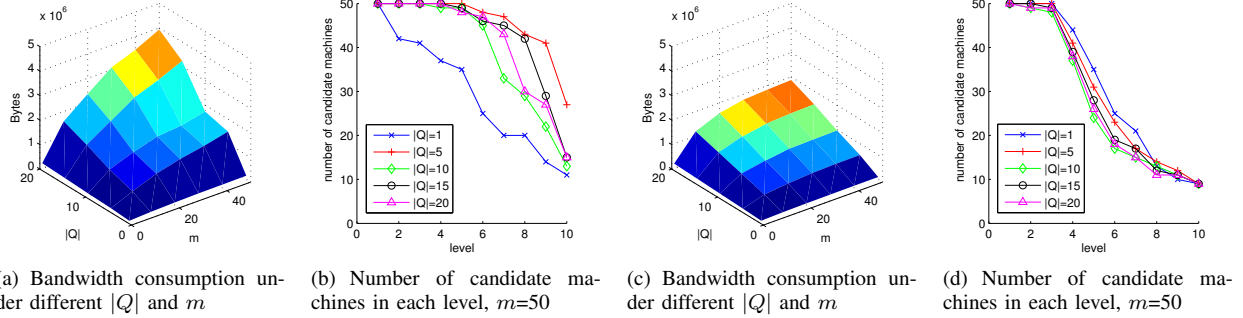 x 10^6
5
4
3
2
1
0
Bytes
20
10
0
|Q|
0
20
40
m
50
40
30
20
10
0
number of candidate machines
|Q|=1
|Q|=5
|Q|=10
|Q|=15
|Q|=20
0 2 4 6 8 10
level
x 10^6
5
4
3
2
1
0
Bytes
20
10
0
|Q|
0
20
40
m
50
40
30
20
10
0
number of candidate machines
|Q|=1
|Q|=5
|Q|=10
|Q|=15
|Q|=20
0 2 4 6 8 10
level
(a) Bandwidth consumption un-
der different |Q| and m
(b) Number of candidate ma-
chines in each level, m=50
(c) Bandwidth consumption un-
der different |Q| and m
(d) Number of candidate ma-
chines in each level, m=50